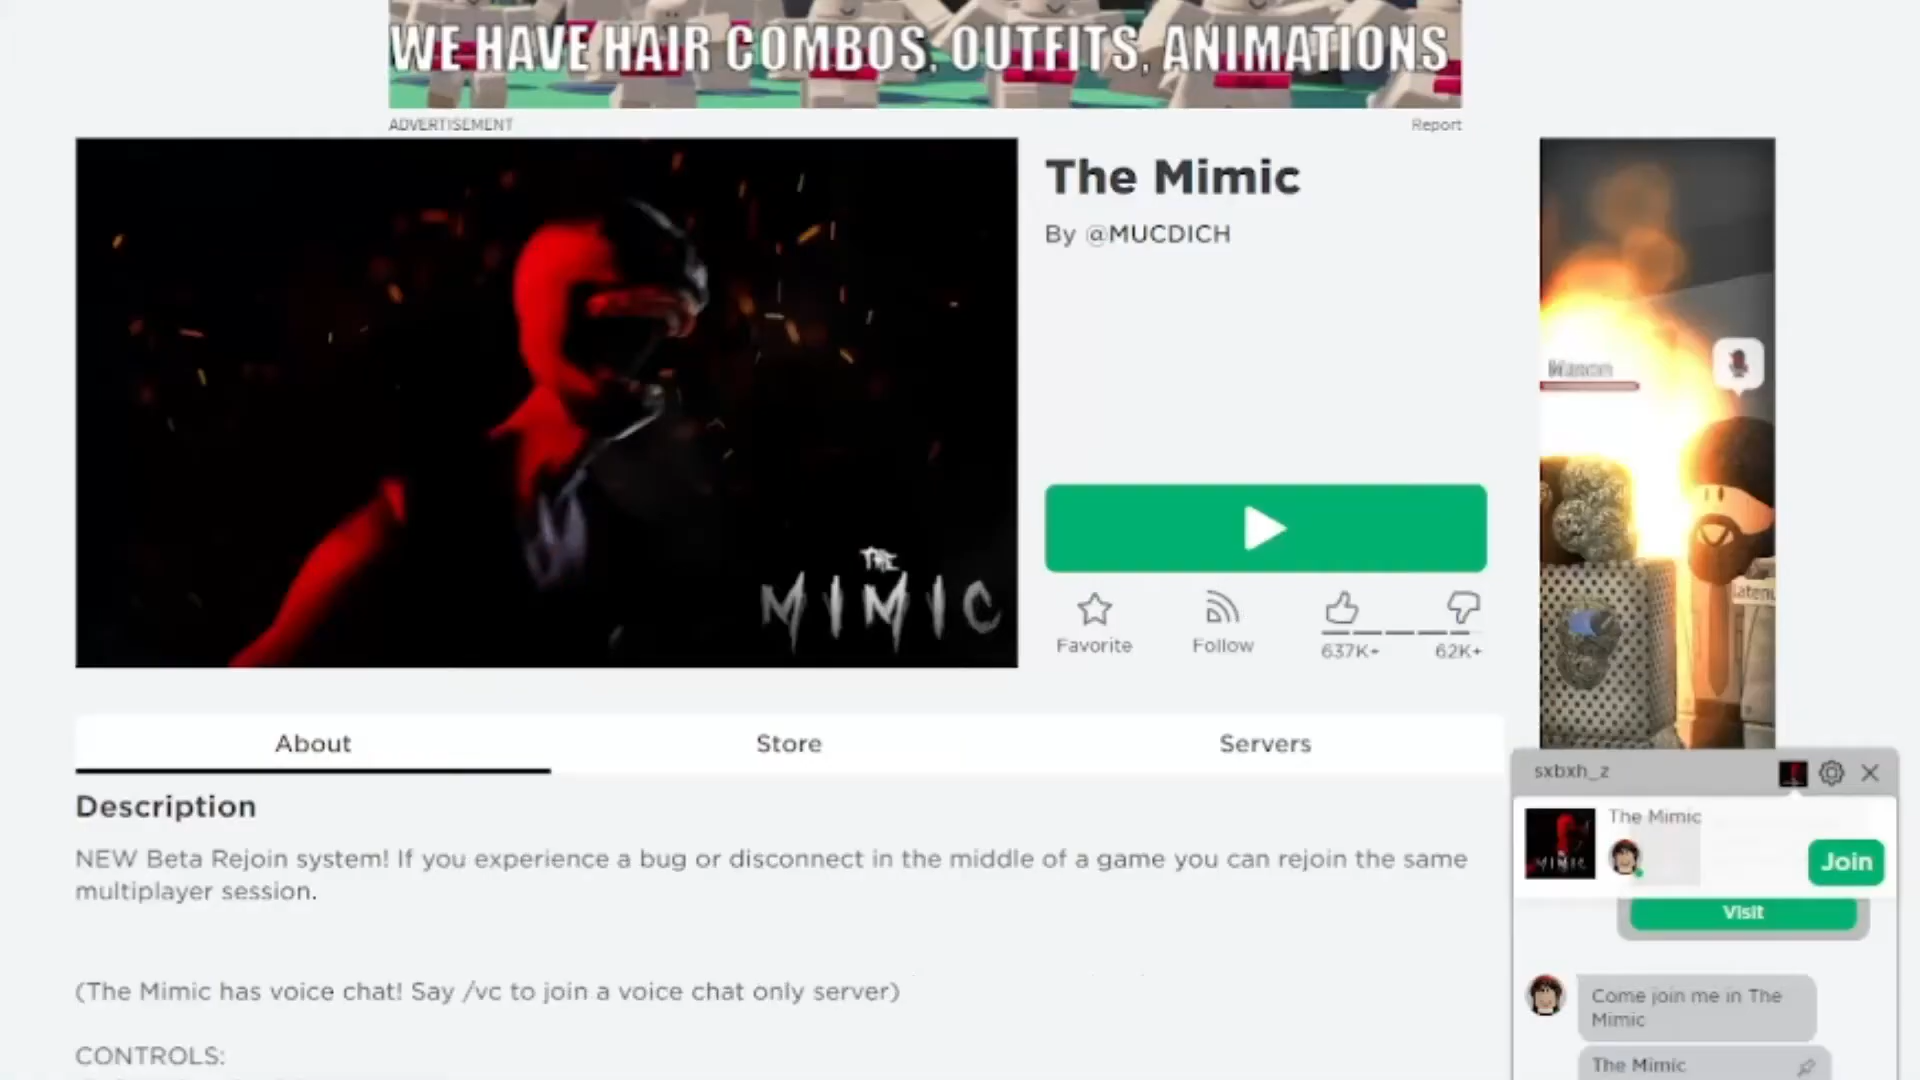 WE HAVE HAIR COMBOS, OUTFITS, ANIMATIONS
ADVERTISEMENT
Report
The Mimic
By @MUCDICH
THE
MIMIC
Favorite
Follow
637K+
62K+
About
Store
Servers
Description
NEW Beta Rejoin system! If you experience a bug or disconnect in the middle of a game you can rejoin the same
multiplayer session.
(The Mimic has voice chat! Say /vc to join a voice chat only server)
CONTROLS:
sxbxh_z
The Mimic
MIMIC
Join
Visit
Come join me in The
Mimic
The Mimic